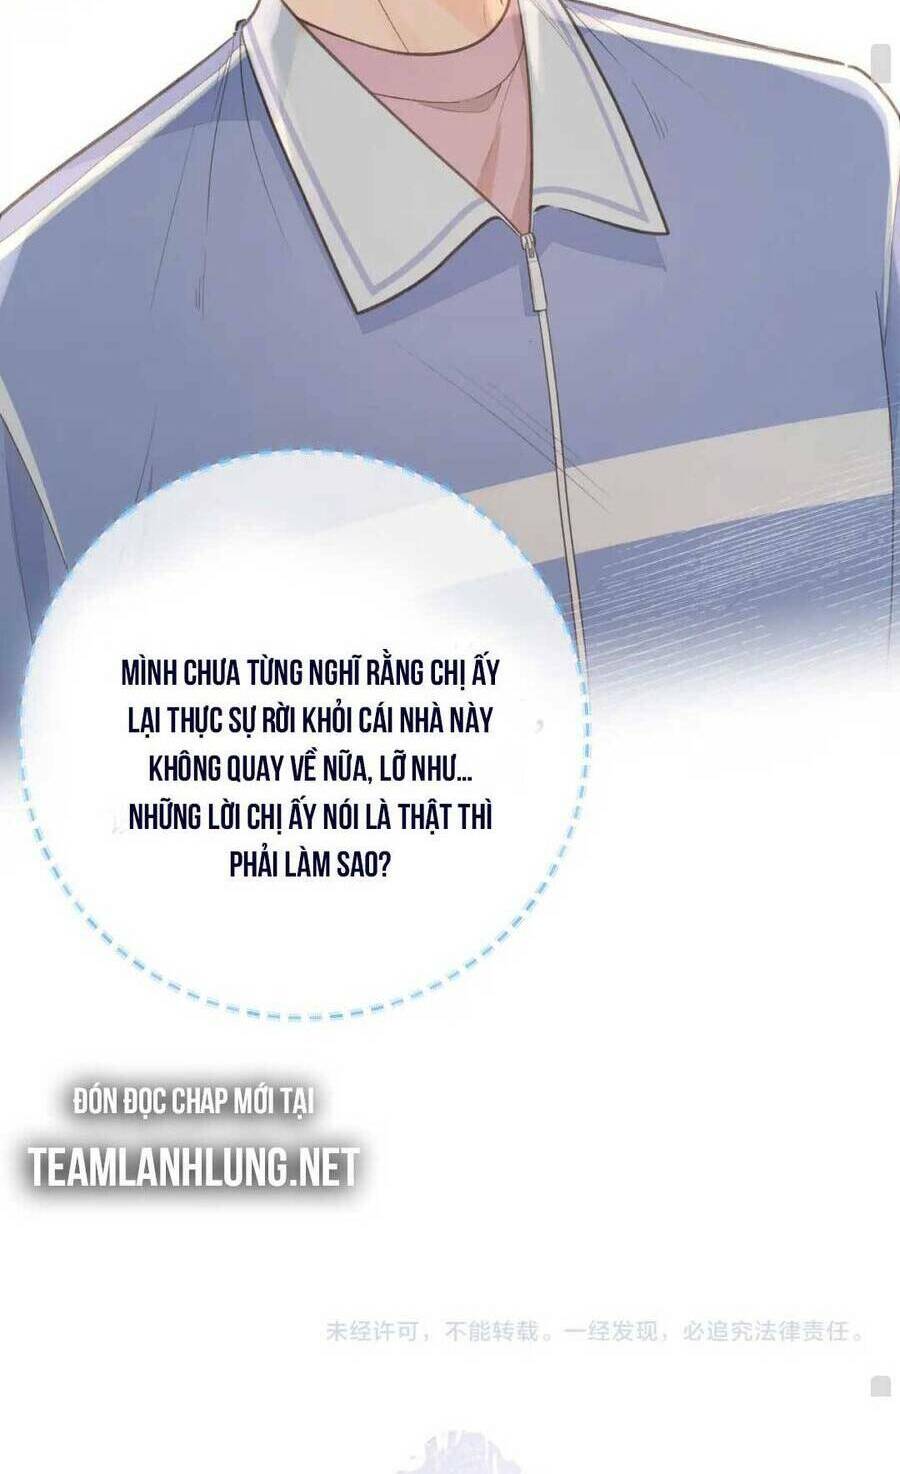 MÌNH CHƯA TỪNG NGHĨ RẰNG CHỊ ẤY
LẠI THỰC SỰ RỜI KHỎI CÁI NHÀ NÀY
KHÔNG QUAY VỀ NỮA, LỠ NHƯ...
NHỮNG LỜI CHỊ ẤY NÓI LÀ THẬT THÌ
PHẢI LÀM SAO?
ĐÓN ĐỌC CHAP MỚI TẠI
TEAMLANHLUNG.NET
未经许可，不能转载。一经发现，必追究法律责任。